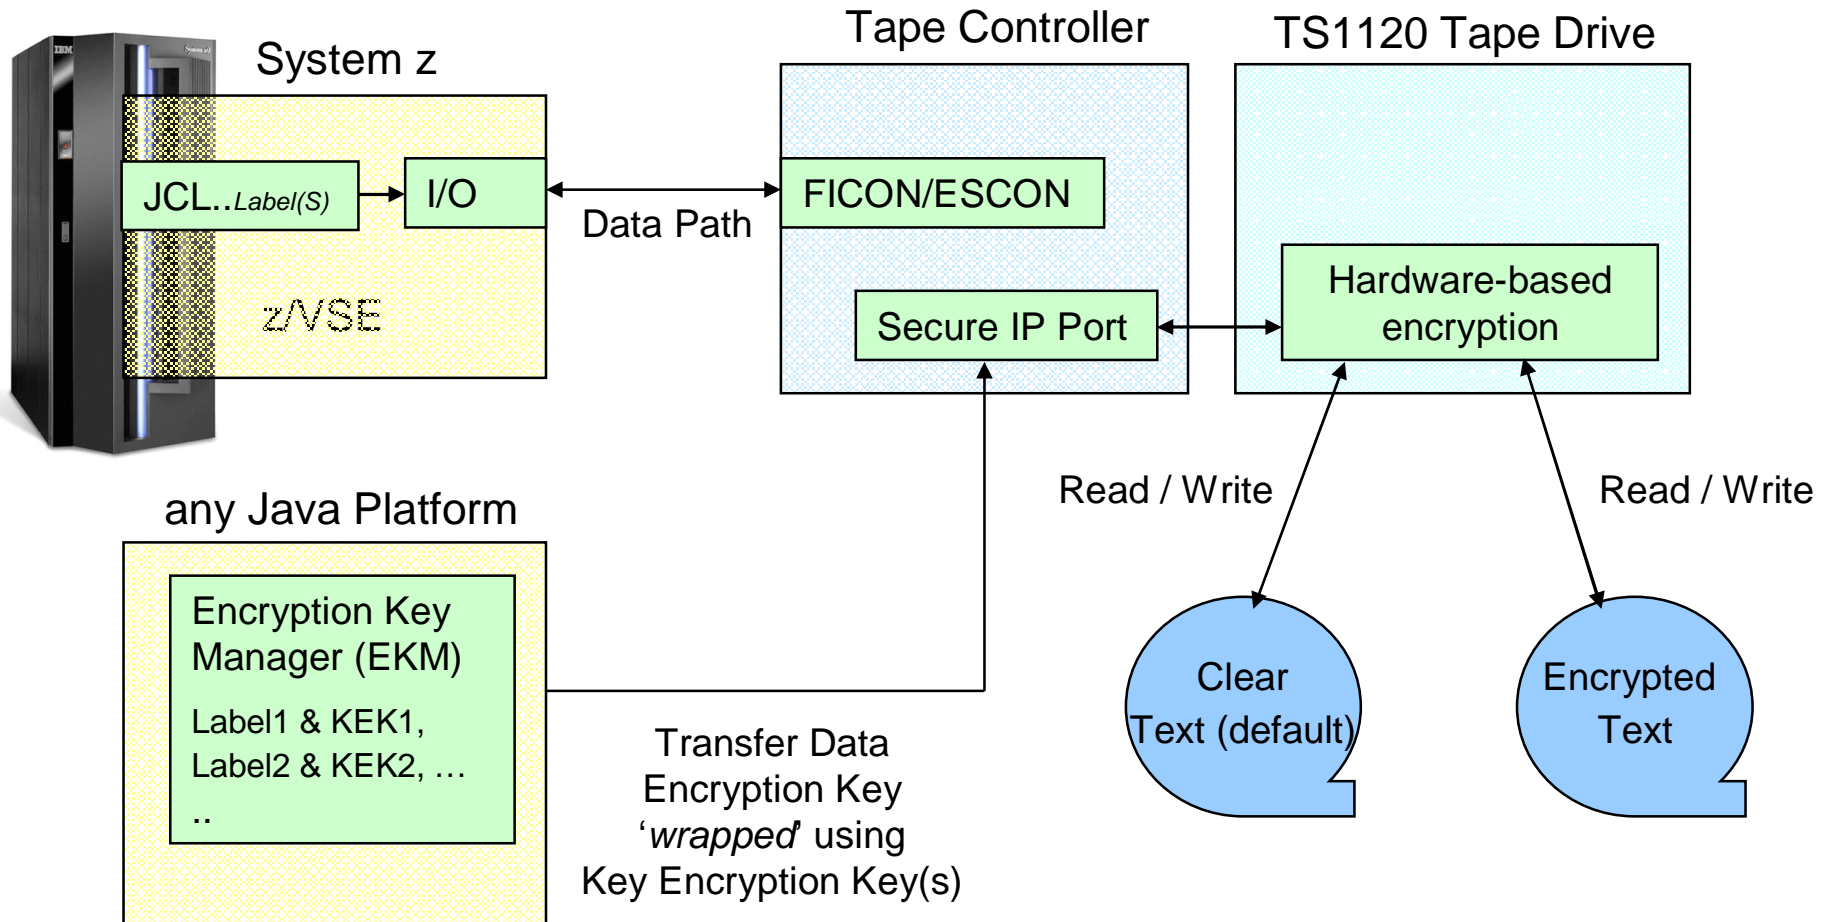 Tape Controller
TS1120 Tape Drive
System z
IBM
System z
JCL..Label(S)
I/O
Data Path
FICON/ESCON
z/VSE
Secure IP Port
Hardware-based
encryption
Read / Write
Read / Write
any Java Platform
Encryption Key
Manager (EKM)
Label1 & KEK1,
Label2 & KEK2, …
..
Transfer Data
Encryption Key
‘wrapped’ using
Key Encryption Key(s)
Clear
Text (default)
Encrypted
Text